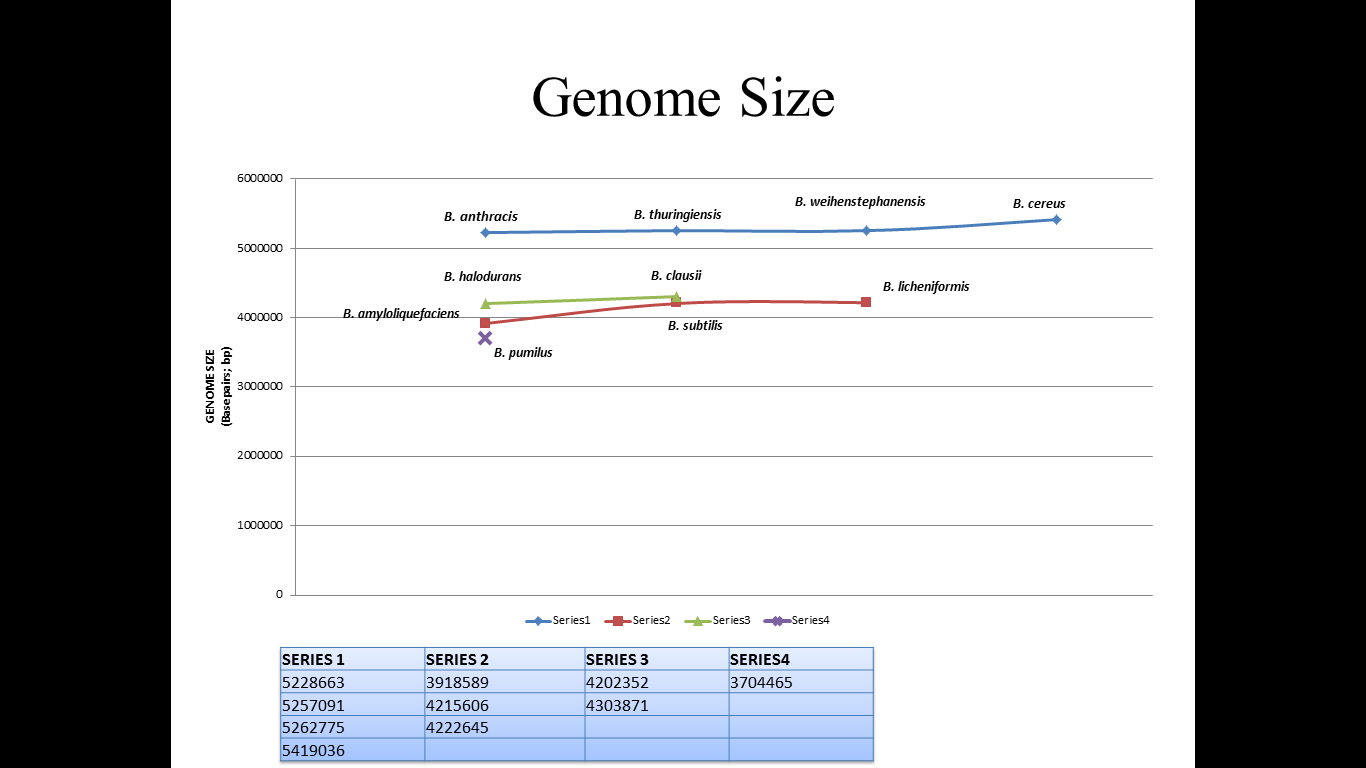 Genome Size
6000000
5000000
4000000
3000000
2000000
1000000
0
GENOME SIZE
(Basepairs; bp)
B. anthracis
B. thuringiensis
B. weihenstephanensis
B. cereus
B. halodurans
B. clausii
B. licheniformis
B. amyloliquefaciens
B. subtilis
B. pumilus
Series1 Series2 Series3 Series4
SERIES 1 SERIES 2 SERIES 3 SERIES4
5228663 3918589 4202352 3704465
5257091 4215606 4303871
5262775 4222645
5419036